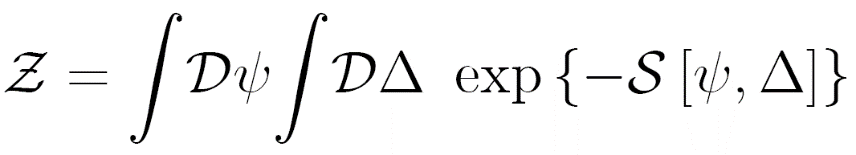 𝒵 = ∫𝒟ψ∫𝒟Δ exp {−𝒮 [ψ, Δ]}